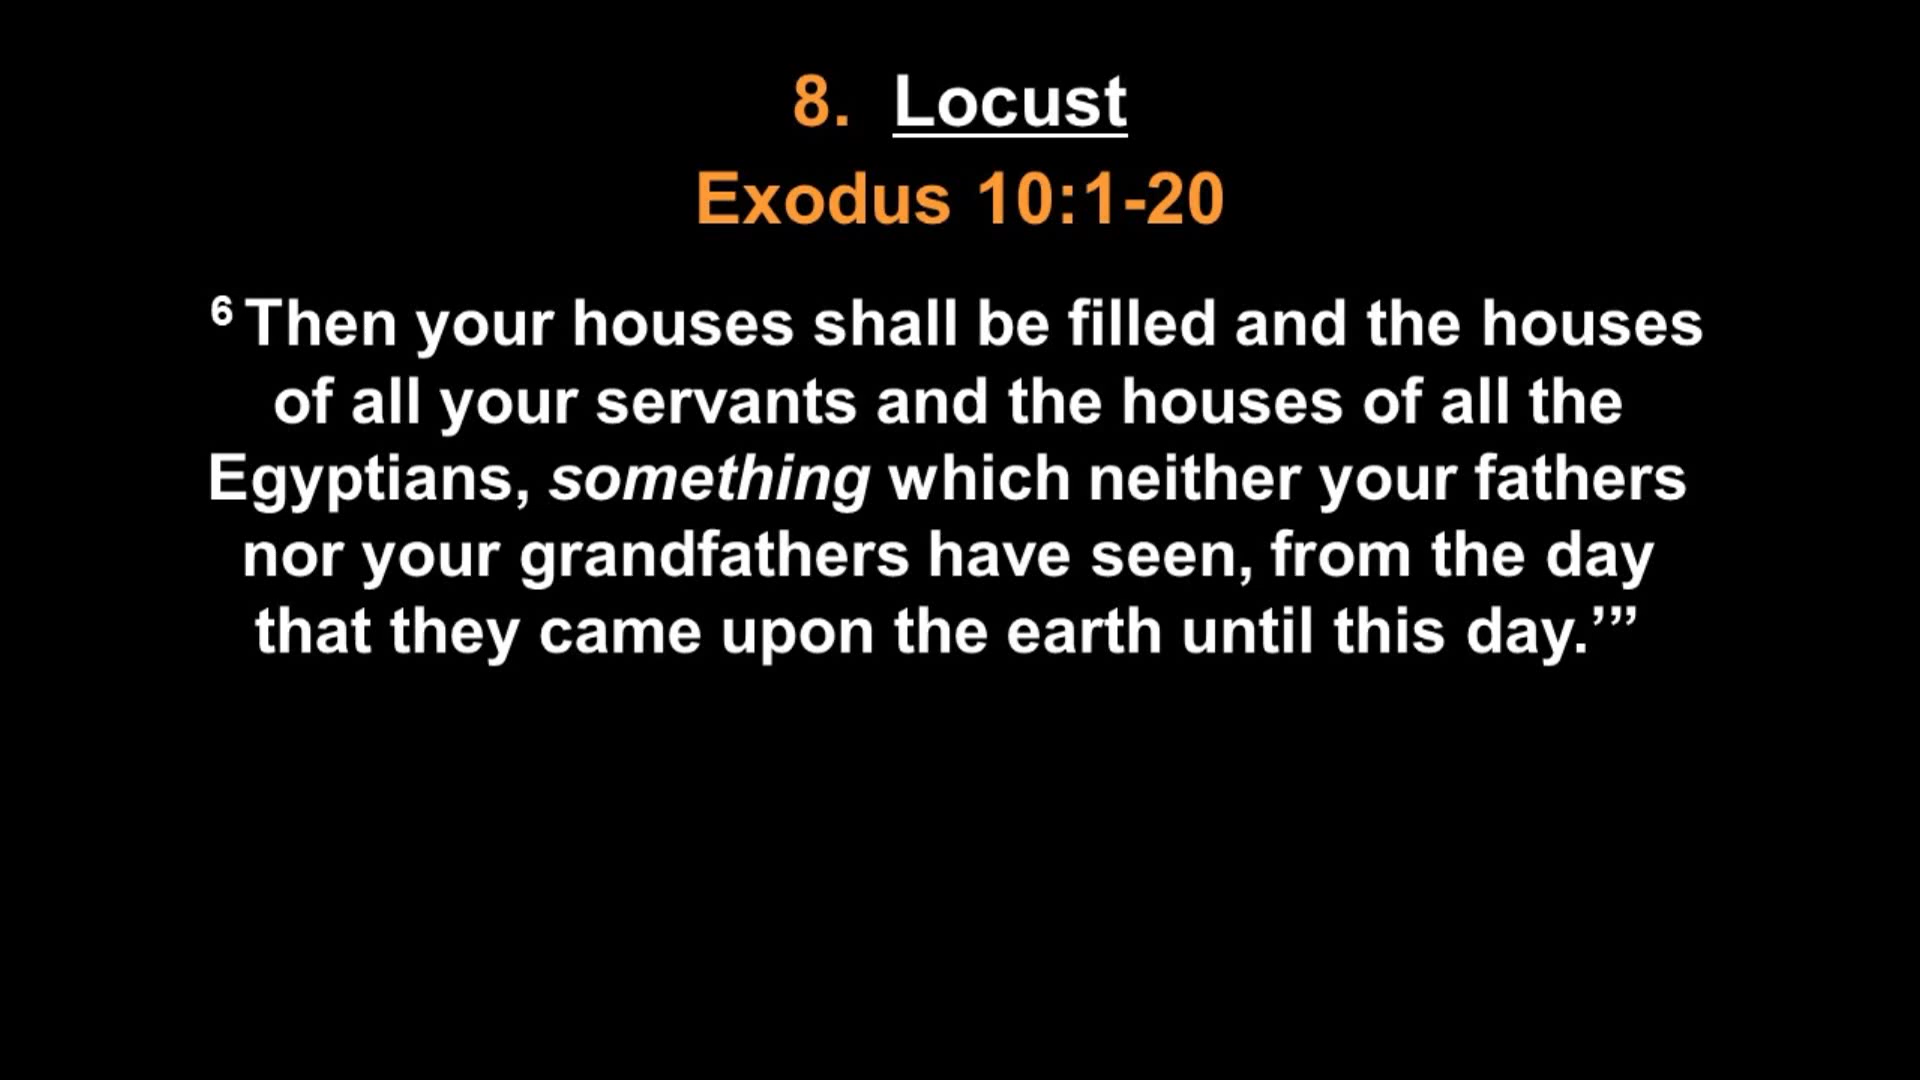 8. Locust
Exodus 10:1-20
6 Then your houses shall be filled and the houses
of all your servants and the houses of all the
Egyptians, something which neither your fathers
nor your grandfathers have seen, from the day
that they came upon the earth until this day.’”